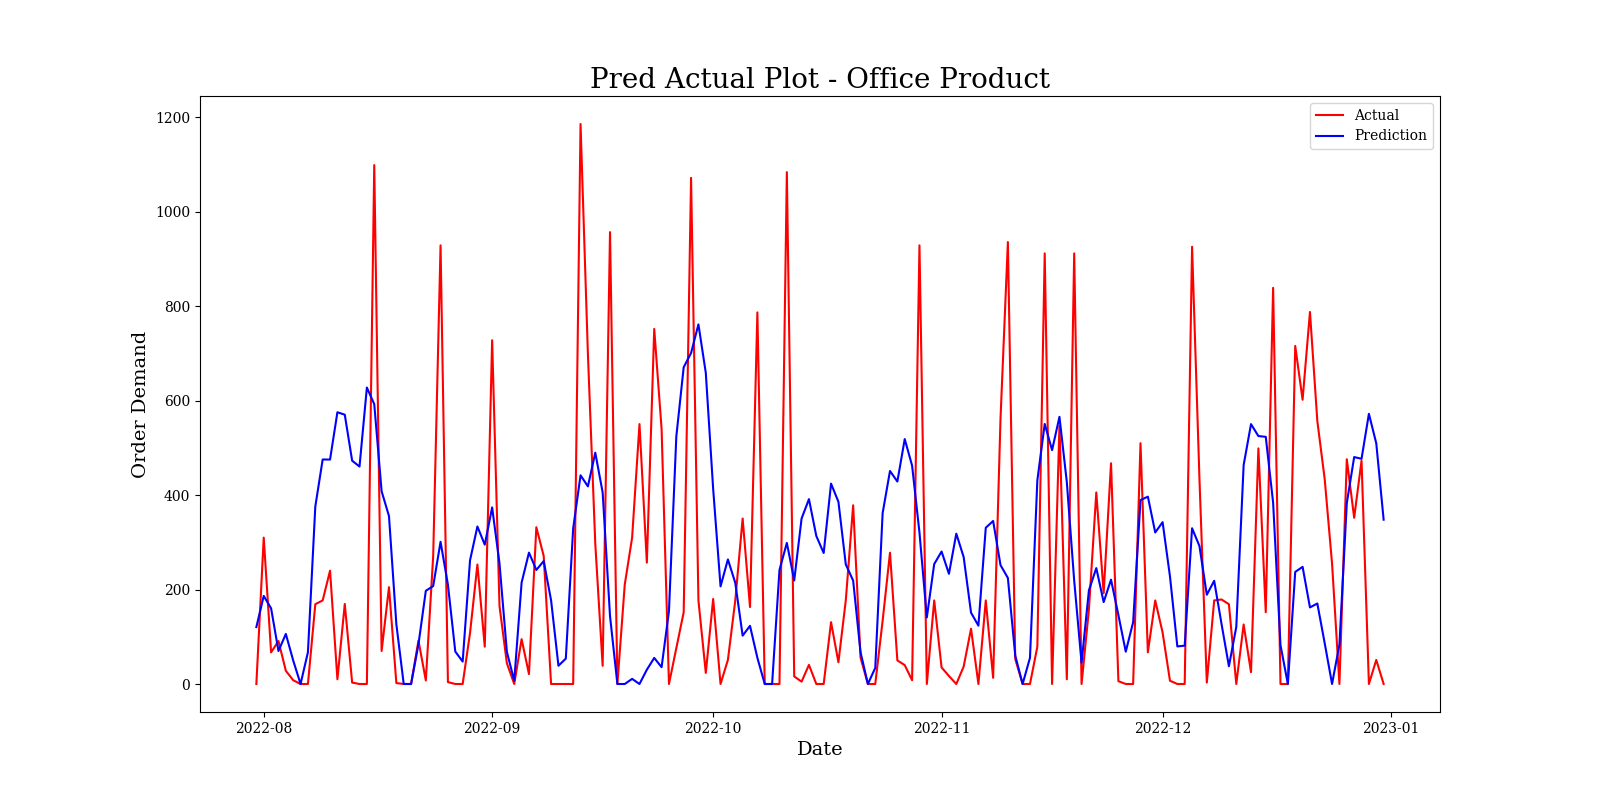 Pred Actual Plot - Office Product
Actual
Prediction
1200
1000
800
600
400
200
0
Order Demand
2022-08
2022-09
2022-10
2022-11
2022-12
2023-01
Date